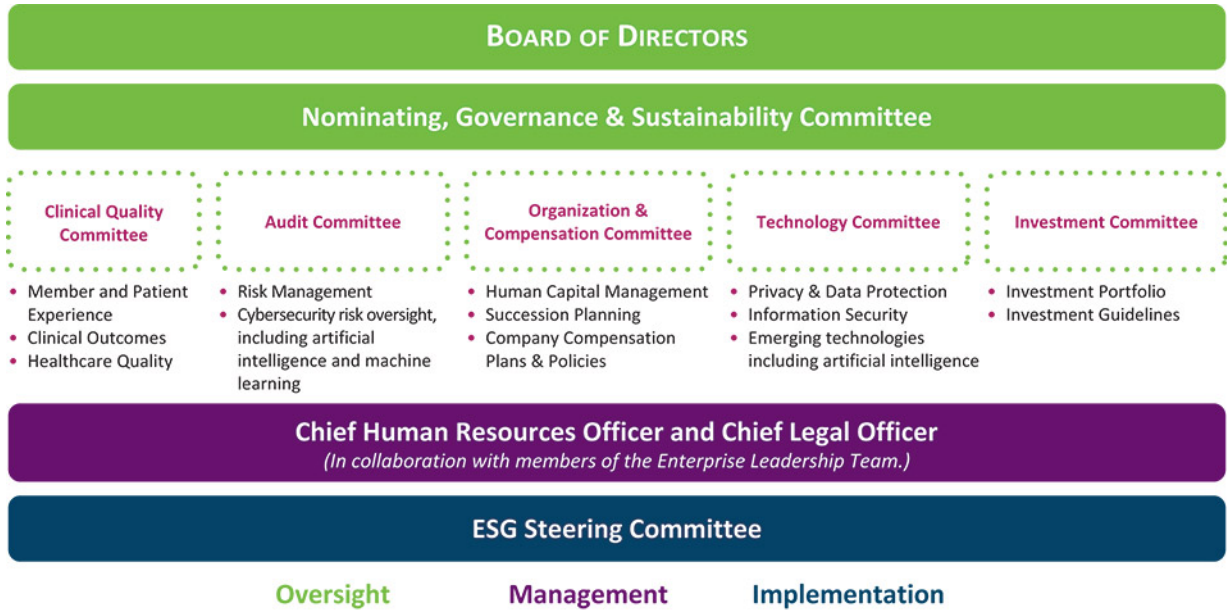 BOARD OF DIRECTORS
Nominating, Governance & Sustainability Committee
Clinical Quality
Committee
• Member and Patient
Experience
• Clinical Outcomes
• Healthcare Quality
Audit Committee
• Risk Management
• Cybersecurity risk oversight,
including artificial
intelligence and machine
learning
Organization &
Compensation Committee
• Human Capital Management
• Succession Planning
• Company Compensation
Plans & Policies
Technology Committee
• Privacy & Data Protection
• Information Security
• Emerging technologies
including artificial intelligence
Investment Committee
• Investment Portfolio
• Investment Guidelines
Chief Human Resources Officer and Chief Legal Officer
(In collaboration with members of the Enterprise Leadership Team.)
ESG Steering Committee
Oversight
Management
Implementation